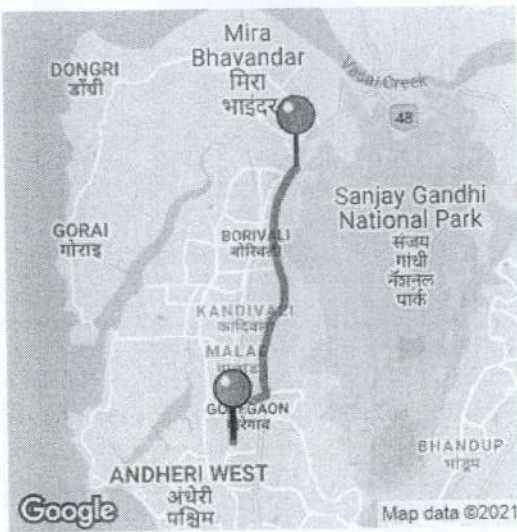 Mira
Bhavandar
मिरा
भाइंदर
DONGRI
डोंग्री
Vasai Creek
48
Sanjay Gandhi
National Park
संजय
गांधी
नॅशनल
पार्क
GORAI
गोराइ
BORIVALI
बोरिवली
KANDIVALI
कांदिवली
MALAD
GOREGAON
गोरेगाव
BHANDUP
भांडूप
ANDHERI WEST
अंधेरी
पश्चिम
Google
Map data ©2021